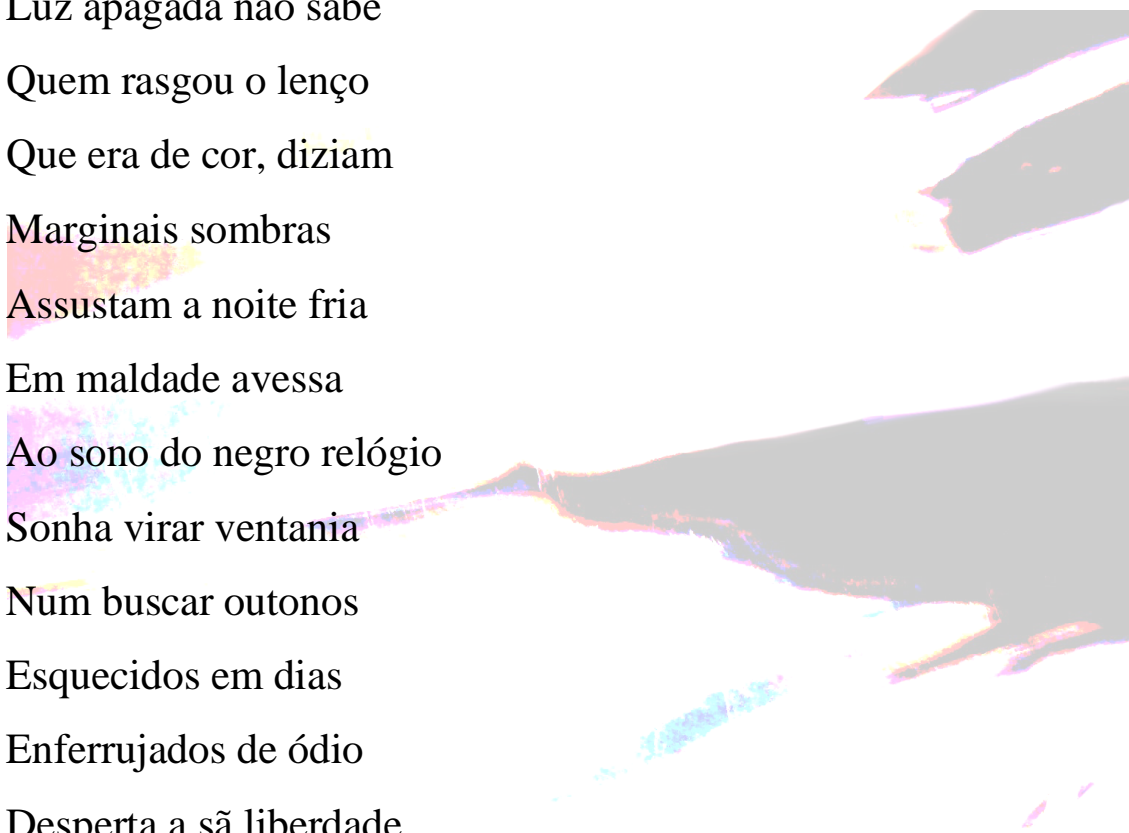 Luz apagada não sabe
Quem rasgou o lenço
Que era de cor, diziam
Marginais sombras
Assustam a noite fria
Em maldade avessa
Ao sono do negro relógio
Sonha virar ventania
Num buscar outonos
Esquecidos em dias
Enferrujados de ódio
Desperta a sã liberdade